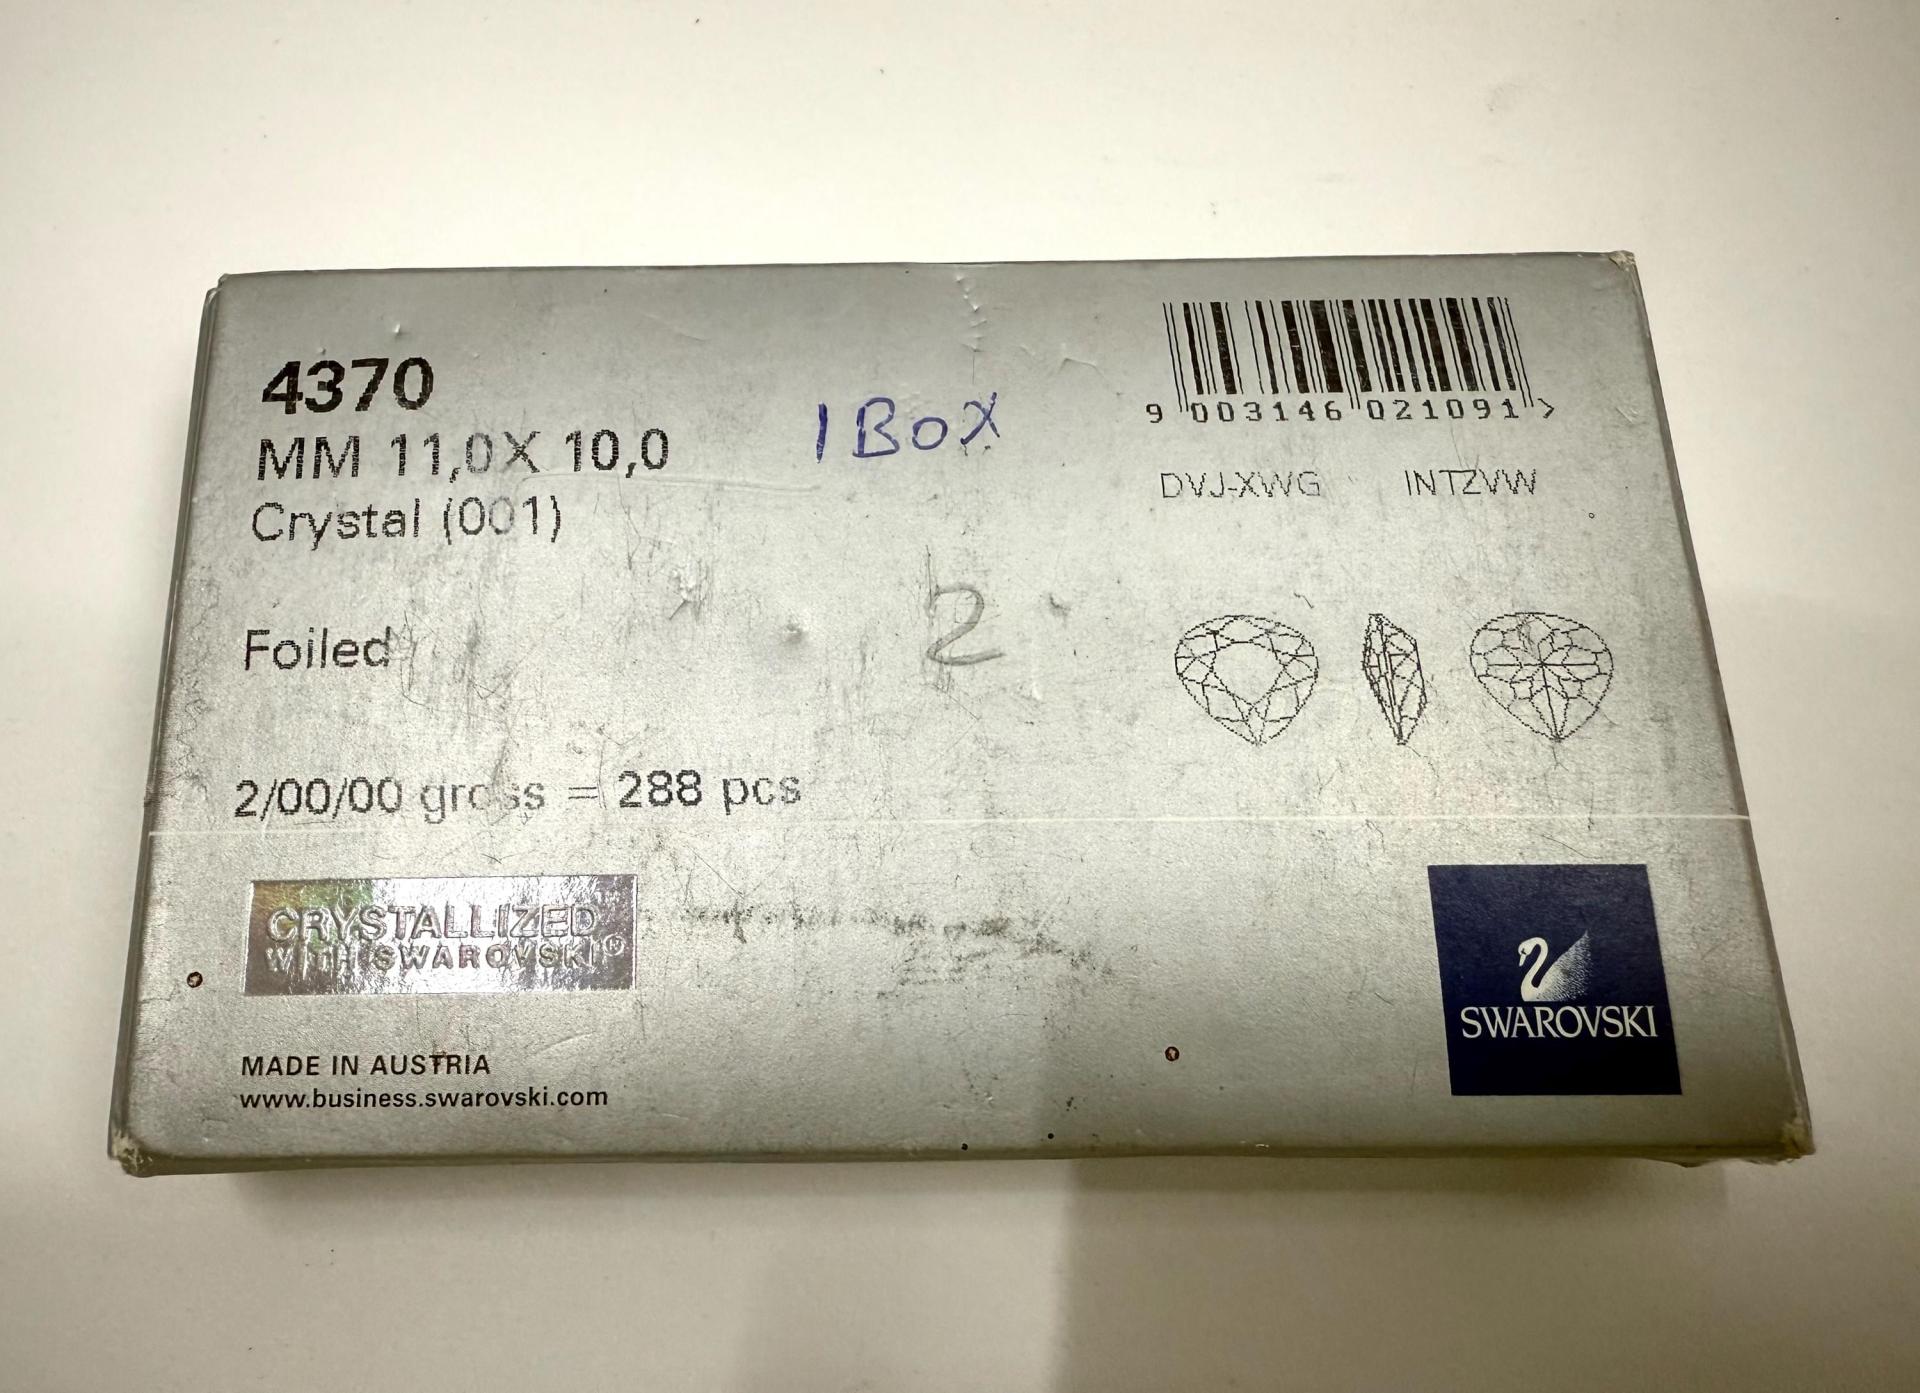 4370
MM 11,0X 10,0
Crystal (001)
Foiled
2/00/00 gross = 288 pcs
CRYSTALLIZED™
WITH SWAROVSKI®
MADE IN AUSTRIA
www.business.swarovski.com
1 BOX
2
9 003146 021091 >
DVJ-XWG INTZVW
SWAROVSKI